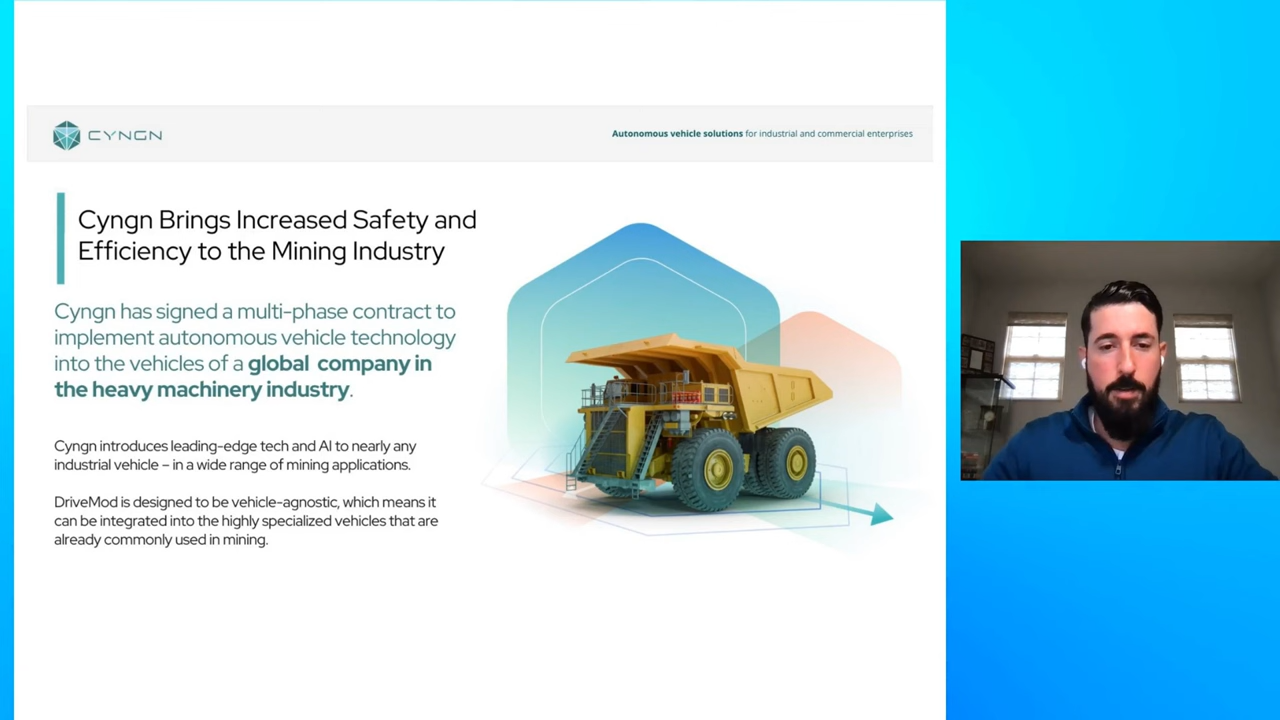 CYNGN
Autonomous vehicle solutions for industrial and commercial enterprises
Cyngn Brings Increased Safety and
Efficiency to the Mining Industry
Cyngn has signed a multi-phase contract to
implement autonomous vehicle technology
into the vehicles of a global company in
the heavy machinery industry.
Cyngn introduces leading-edge tech and AI to nearly any
industrial vehicle – in a wide range of mining applications.
DriveMod is designed to be vehicle-agnostic, which means it
can be integrated into the highly specialized vehicles that are
already commonly used in mining.